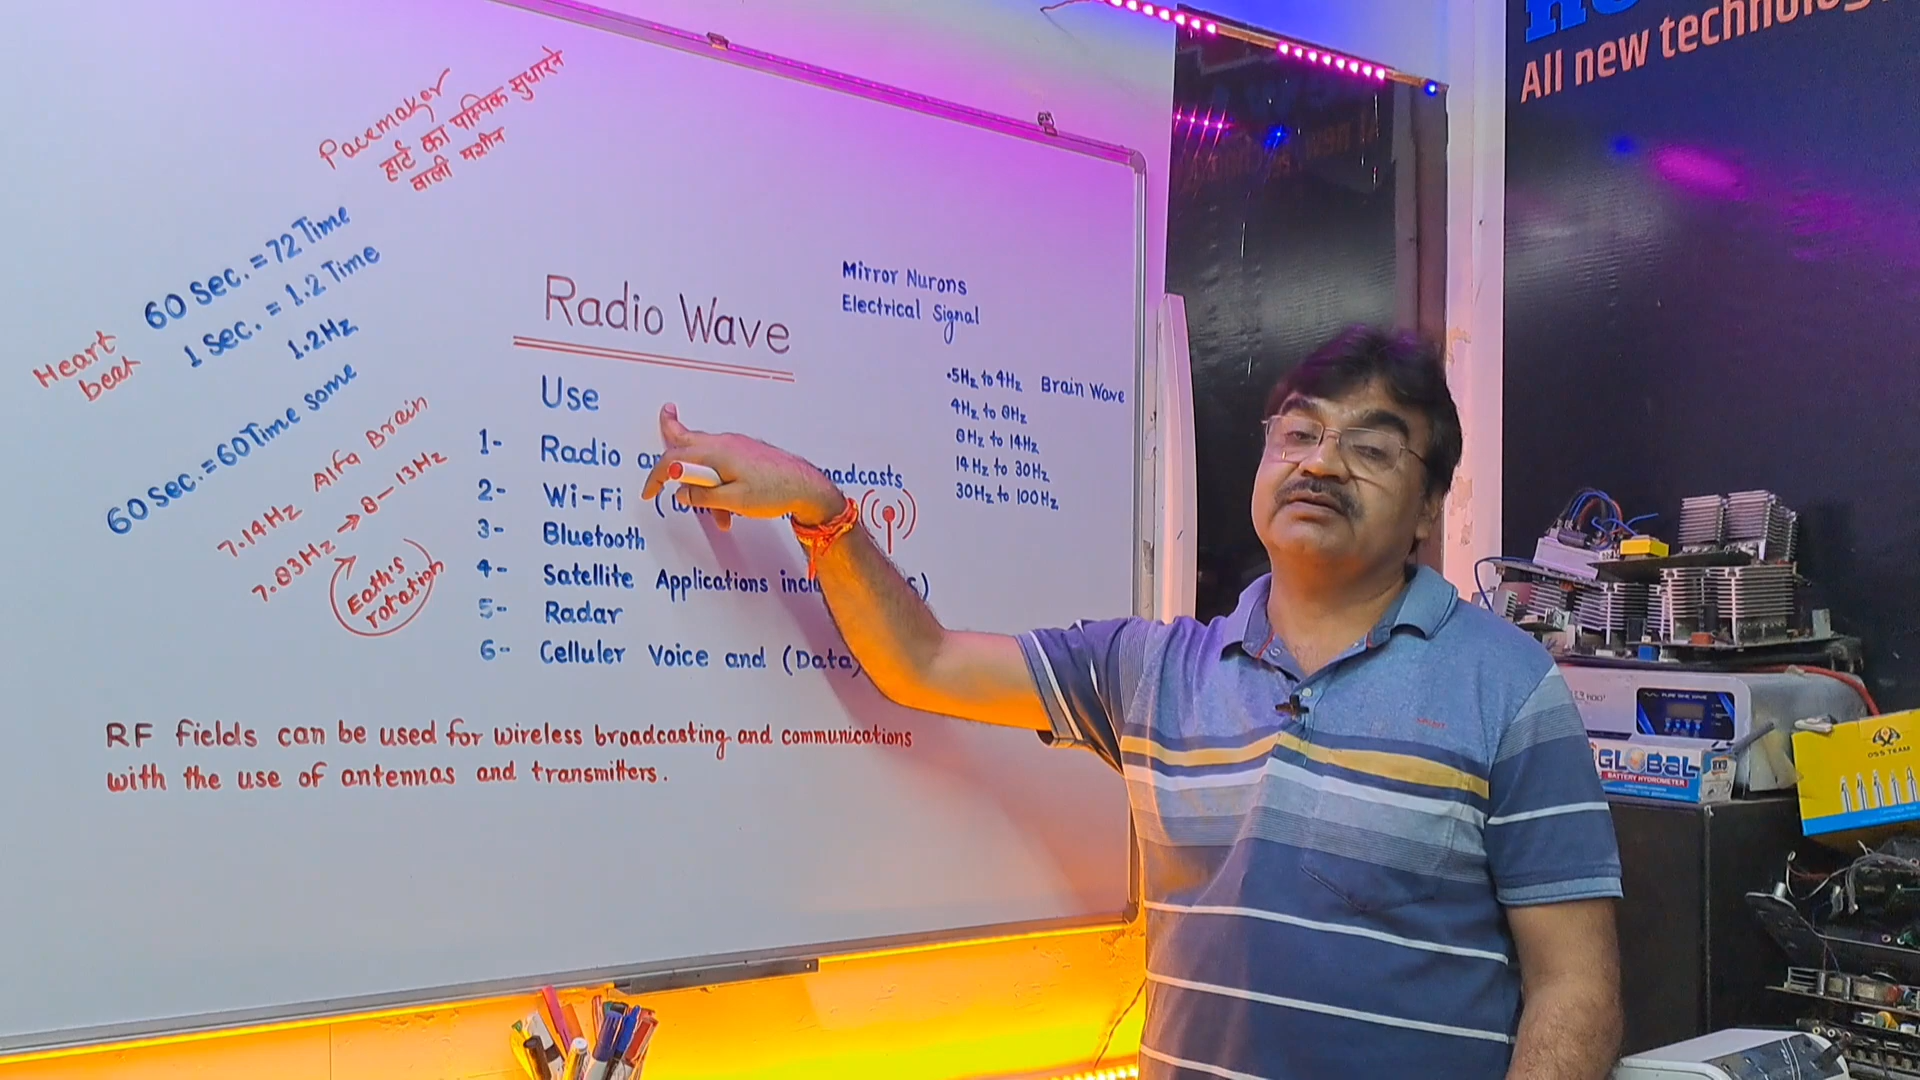 All new technology
Pacemaker
हार्ट का पम्पिक सुधारने
वाली मशीन
Heart
beat
60 Sec. = 72 Time
1 Sec. = 1.2 Time
1.2Hz
60 Sec. = 60 Time some
7.14Hz Alfa Brain
7.83Hz → 8 – 13Hz
Eath's
rotation
Radio Wave
Use
1- Radio
2- Wi-Fi
3- Bluetooth
4- Satellite Applications
5- Radar
6- Celluler Voice and (Data)
RF fields can be used for wireless broadcasting and communications
with the use of antennas and transmitters.
Mirror Nurons
Electrical Signal
.5Hz to 4Hz Brain Wave
4Hz to 8Hz
8Hz to 14Hz
14Hz to 30Hz
30Hz to 100Hz
GLOBAL
BATTERY HYDROMETER
OSS TEAM